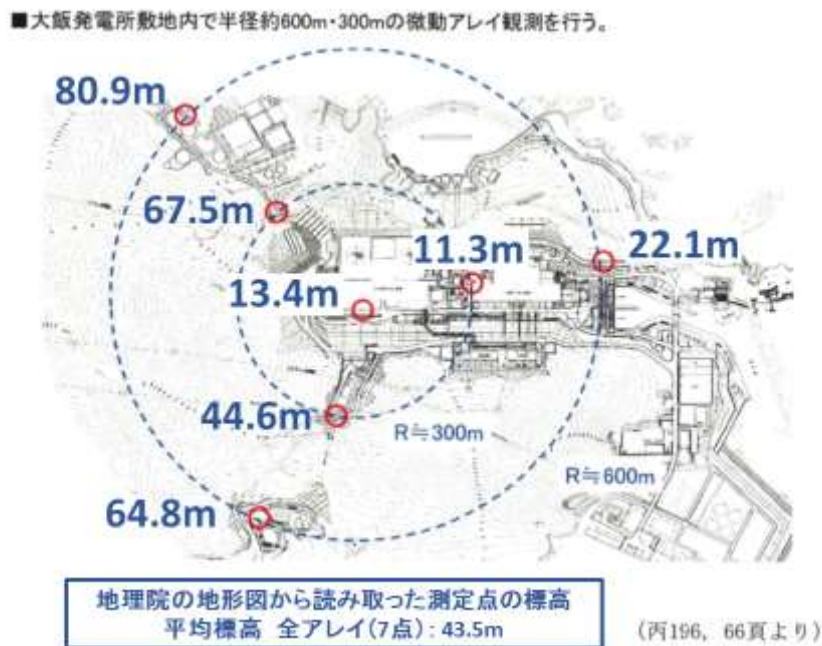 ■大飯発電所敷地内で半径約600m・300mの微動アレイ観測を行う。
80.9m
67.5m
11.3m
22.1m
13.4m
44.6m
R≒300m
R≒600m
64.8m
地理院の地形図から読み取った測定点の標高
平均標高 全アレイ(7点)：43.5m
(丙196, 66頁より)